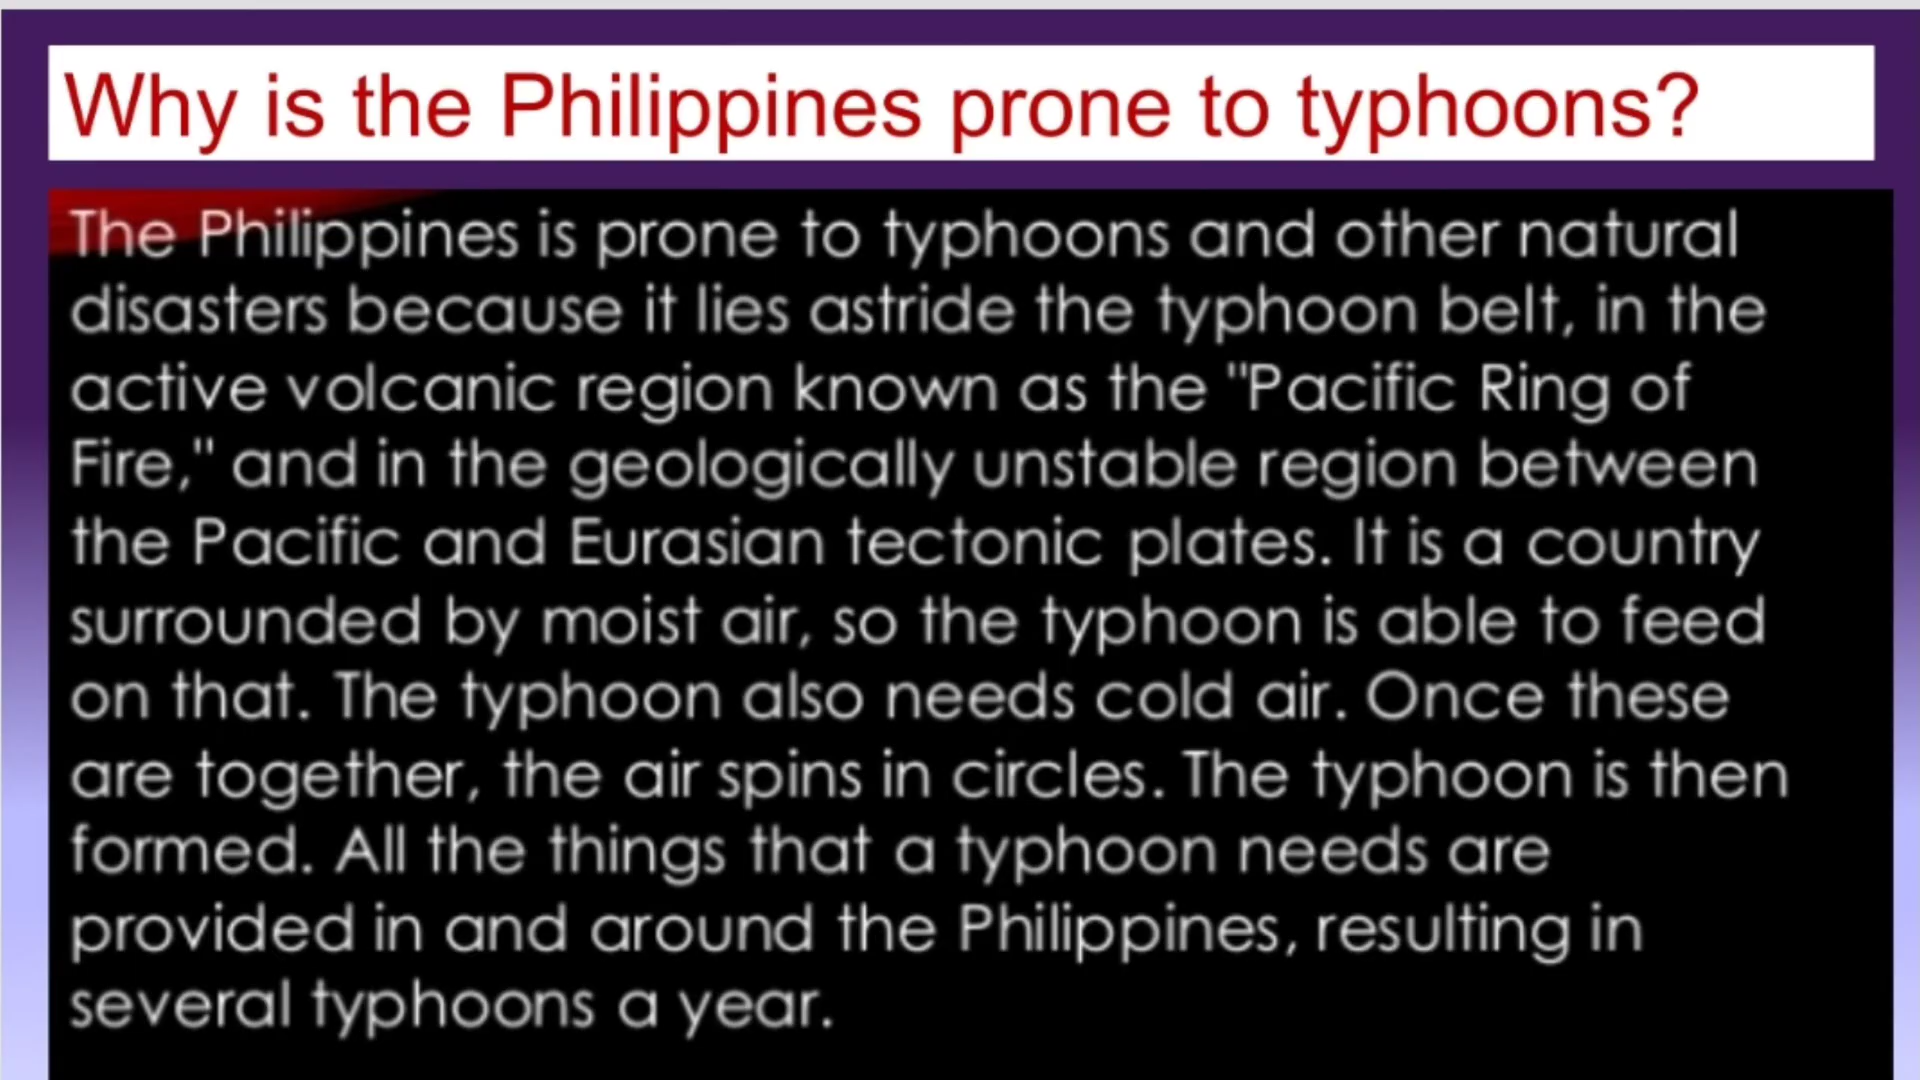 Why is the Philippines prone to typhoons?
The Philippines is prone to typhoons and other natural
disasters because it lies astride the typhoon belt, in the
active volcanic region known as the "Pacific Ring of
Fire," and in the geologically unstable region between
the Pacific and Eurasian tectonic plates. It is a country
surrounded by moist air, so the typhoon is able to feed
on that. The typhoon also needs cold air. Once these
are together, the air spins in circles. The typhoon is then
formed. All the things that a typhoon needs are
provided in and around the Philippines, resulting in
several typhoons a year.